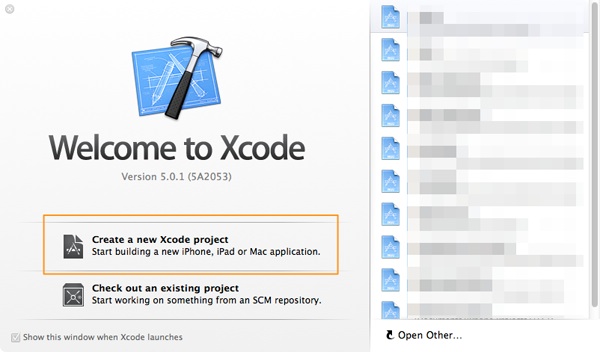 Welcome to Xcode
Version 5.0.1 (5A2053)
Create a new Xcode project
Start building a new iPhone, iPad or Mac application.
Check out an existing project
Start working on something from an SCM repository.
Show this window when Xcode launches
Open Other...